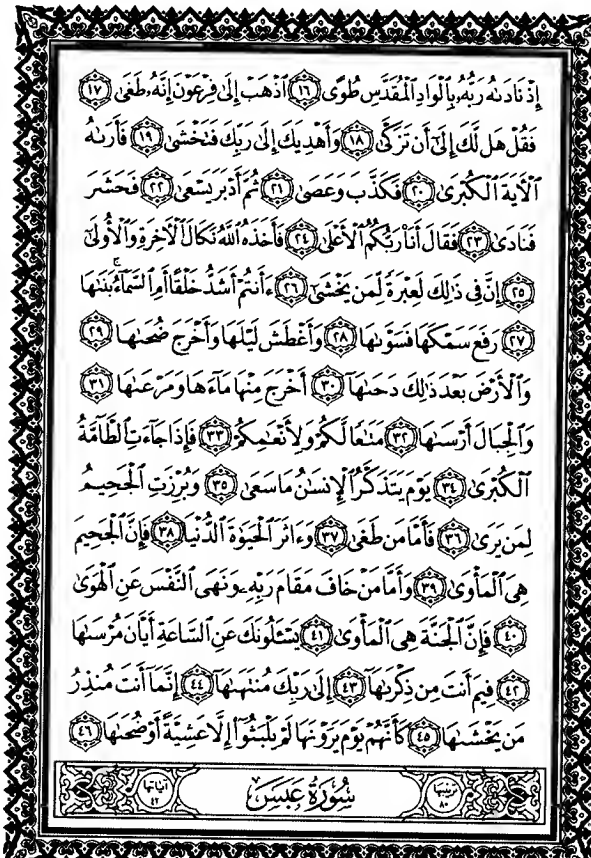 إِذْ نَادَىٰهُ رَبُّهُۥ بِٱلْوَادِ ٱلْمُقَدَّسِ طُوًى ﴿١٦﴾ ٱذْهَبْ إِلَىٰ فِرْعَوْنَ إِنَّهُۥ طَغَىٰ ﴿١٧﴾
فَقُلْ هَل لَّكَ إِلَىٰٓ أَن تَزَكَّىٰ ﴿١٨﴾ وَأَهْدِيَكَ إِلَىٰ رَبِّكَ فَتَخْشَىٰ ﴿١٩﴾ فَأَرَىٰهُ
ٱلْءَايَةَ ٱلْكُبْرَىٰ ﴿٢٠﴾ فَكَذَّبَ وَعَصَىٰ ﴿٢١﴾ ثُمَّ أَدْبَرَ يَسْعَىٰ ﴿٢٢﴾ فَحَشَرَ
فَنَادَىٰ ﴿٢٣﴾ فَقَالَ أَنَا۠ رَبُّكُمُ ٱلْأَعْلَىٰ ﴿٢٤﴾ فَأَخَذَهُ ٱللَّهُ نَكَالَ ٱلْءَاخِرَةِ وَٱلْأُولَىٰٓ
﴿٢٥﴾ إِنَّ فِى ذَٰلِكَ لَعِبْرَةً لِّمَن يَخْشَىٰٓ ﴿٢٦﴾ ءَأَنتُمْ أَشَدُّ خَلْقًا أَمِ ٱلسَّمَآءُ ۚ بَنَىٰهَا
﴿٢٧﴾ رَفَعَ سَمْكَهَا فَسَوَّىٰهَا ﴿٢٨﴾ وَأَغْطَشَ لَيْلَهَا وَأَخْرَجَ ضُحَىٰهَا ﴿٢٩﴾
وَٱلْأَرْضَ بَعْدَ ذَٰلِكَ دَحَىٰهَآ ﴿٣٠﴾ أَخْرَجَ مِنْهَا مَآءَهَا وَمَرْعَىٰهَا ﴿٣١﴾
وَٱلْجِبَالَ أَرْسَىٰهَا ﴿٣٢﴾ مَتَٰعًا لَّكُمْ وَلِأَنْعَٰمِكُمْ ﴿٣٣﴾ فَإِذَا جَآءَتِ ٱلطَّآمَّةُ
ٱلْكُبْرَىٰ ﴿٣٤﴾ يَوْمَ يَتَذَكَّرُ ٱلْإِنسَٰنُ مَا سَعَىٰ ﴿٣٥﴾ وَبُرِّزَتِ ٱلْجَحِيمُ
لِمَن يَرَىٰ ﴿٣٦﴾ فَأَمَّا مَن طَغَىٰ ﴿٣٧﴾ وَءَاثَرَ ٱلْحَيَوٰةَ ٱلدُّنْيَا ﴿٣٨﴾ فَإِنَّ ٱلْجَحِيمَ
هِىَ ٱلْمَأْوَىٰ ﴿٣٩﴾ وَأَمَّا مَنْ خَافَ مَقَامَ رَبِّهِۦ وَنَهَى ٱلنَّفْسَ عَنِ ٱلْهَوَىٰ
﴿٤٠﴾ فَإِنَّ ٱلْجَنَّةَ هِىَ ٱلْمَأْوَىٰ ﴿٤١﴾ يَسْـَٔلُونَكَ عَنِ ٱلسَّاعَةِ أَيَّانَ مُرْسَىٰهَا
﴿٤٢﴾ فِيمَ أَنتَ مِن ذِكْرَىٰهَآ ﴿٤٣﴾ إِلَىٰ رَبِّكَ مُنتَهَىٰهَآ ﴿٤٤﴾ إِنَّمَآ أَنتَ مُنذِرُ
مَن يَخْشَىٰهَا ﴿٤٥﴾ كَأَنَّهُمْ يَوْمَ يَرَوْنَهَا لَمْ يَلْبَثُوٓا۟ إِلَّا عَشِيَّةً أَوْ ضُحَىٰهَا ﴿٤٦﴾
ترتيبها ٨٠ سُورَةُ عَبَسَ آياتها ٤٢